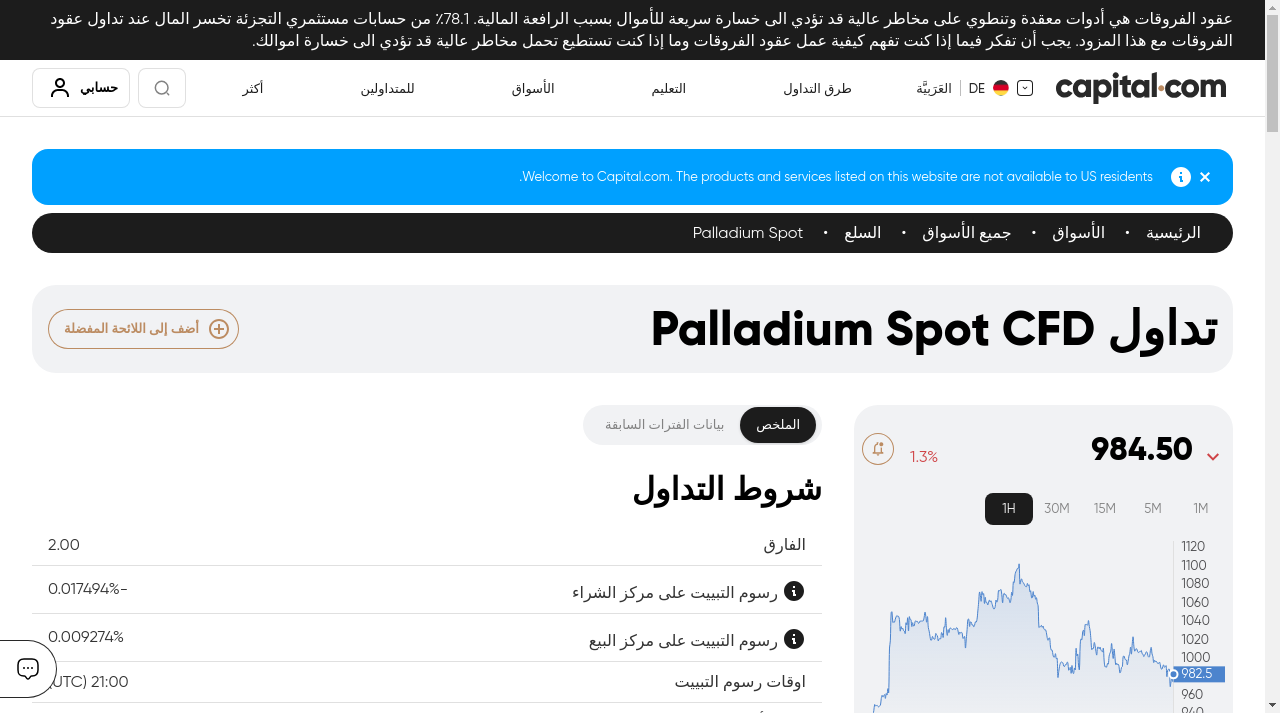 عقود الفروقات هي أدوات معقدة وتنطوي على مخاطر عالية قد تؤدي الى خسارة سريعة للأموال بسبب الرافعة المالية. 78.1٪ من حسابات مستثمري التجزئة تخسر المال عند تداول عقود
الفروقات مع هذا المزود. يجب أن تفكر فيما إذا كنت تفهم كيفية عمل عقود الفروقات وما إذا كنت تستطيع تحمل مخاطر عالية قد تؤدي الى خسارة اموالك.
capital.com
DE
العَرَبيَّة
طرق التداول
التعليم
الأسواق
للمتداولين
أكثر
حسابي
Welcome to Capital.com. The products and services listed on this website are not available to US residents.
الرئيسية • الأسواق • جميع الأسواق • السلع • Palladium Spot
تداول Palladium Spot CFD
أضف إلى اللائحة المفضلة
984.50
1.3%
1M
5M
15M
30M
1H
1120
1100
1080
1060
1040
1020
1000
982.5
960
الملخص
بيانات الفترات السابقة
شروط التداول
الفارق
2.00
رسوم التبييت على مركز الشراء
-0.017494%
رسوم التبييت على مركز البيع
0.009274%
اوقات رسوم التبييت
21:00 (UTC)